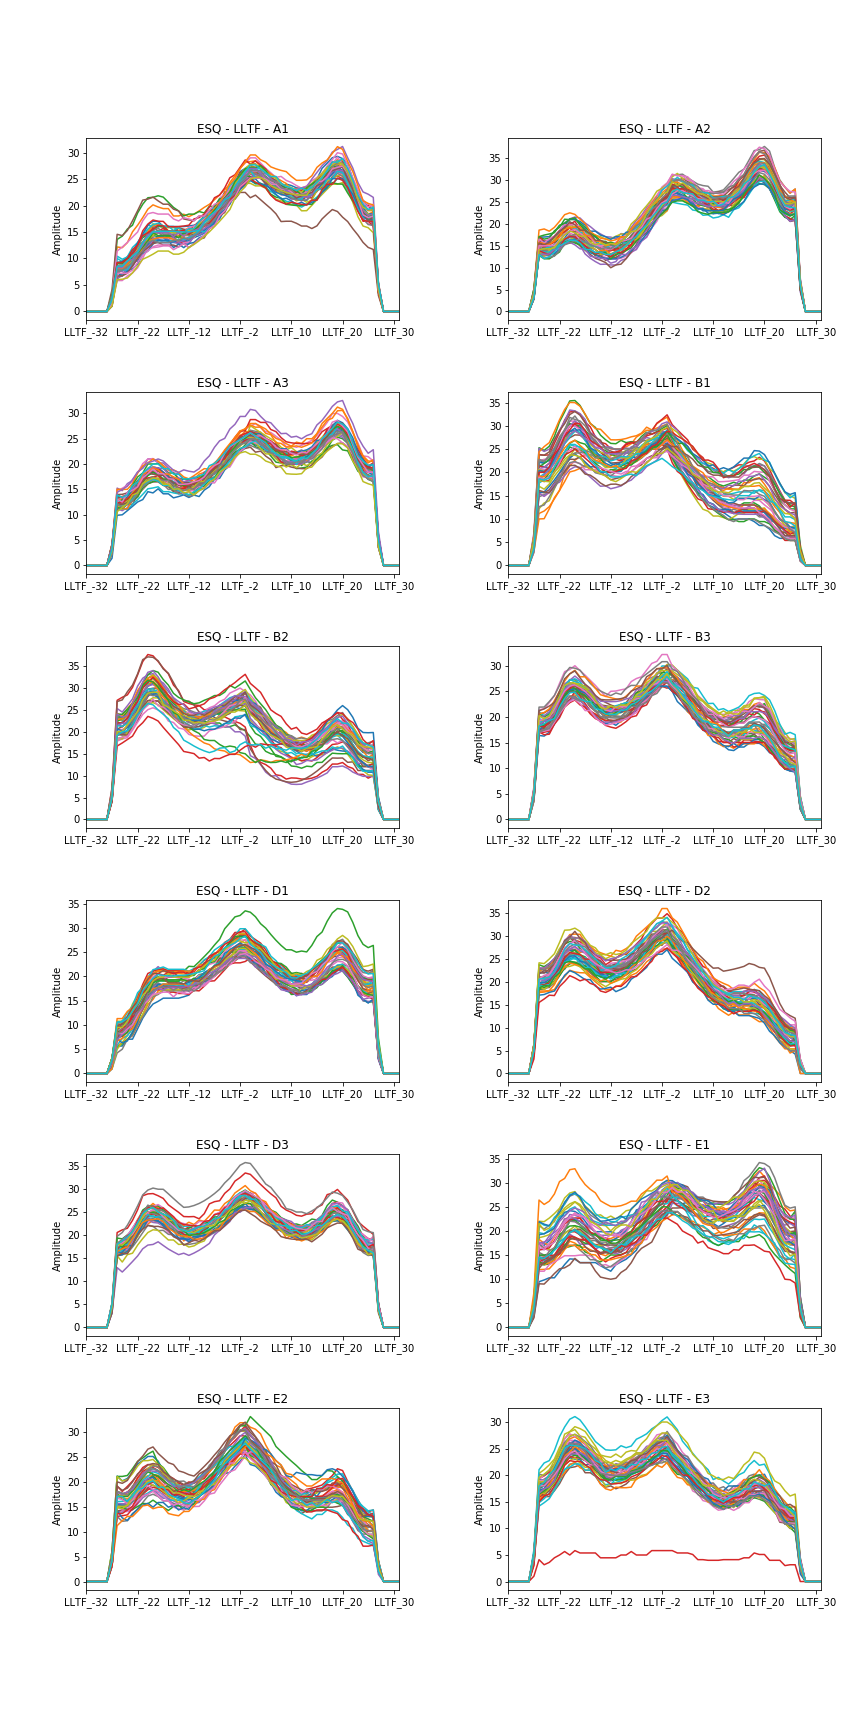 ESQ - LLTF - A1
Amplitude
30
25
20
15
10
5
0
LLTF_-32 LLTF_-22 LLTF_-12 LLTF_-2 LLTF_10 LLTF_20 LLTF_30
ESQ - LLTF - A2
Amplitude
35
30
25
20
15
10
5
0
LLTF_-32 LLTF_-22 LLTF_-12 LLTF_-2 LLTF_10 LLTF_20 LLTF_30
ESQ - LLTF - A3
Amplitude
30
25
20
15
10
5
0
LLTF_-32 LLTF_-22 LLTF_-12 LLTF_-2 LLTF_10 LLTF_20 LLTF_30
ESQ - LLTF - B1
Amplitude
35
30
25
20
15
10
5
0
LLTF_-32 LLTF_-22 LLTF_-12 LLTF_-2 LLTF_10 LLTF_20 LLTF_30
ESQ - LLTF - B2
Amplitude
35
30
25
20
15
10
5
0
LLTF_-32 LLTF_-22 LLTF_-12 LLTF_-2 LLTF_10 LLTF_20 LLTF_30
ESQ - LLTF - B3
Amplitude
30
25
20
15
10
5
0
LLTF_-32 LLTF_-22 LLTF_-12 LLTF_-2 LLTF_10 LLTF_20 LLTF_30
ESQ - LLTF - D1
Amplitude
35
30
25
20
15
10
5
0
LLTF_-32 LLTF_-22 LLTF_-12 LLTF_-2 LLTF_10 LLTF_20 LLTF_30
ESQ - LLTF - D2
Amplitude
35
30
25
20
15
10
5
0
LLTF_-32 LLTF_-22 LLTF_-12 LLTF_-2 LLTF_10 LLTF_20 LLTF_30
ESQ - LLTF - D3
Amplitude
35
30
25
20
15
10
5
0
LLTF_-32 LLTF_-22 LLTF_-12 LLTF_-2 LLTF_10 LLTF_20 LLTF_30
ESQ - LLTF - E1
Amplitude
35
30
25
20
15
10
5
0
LLTF_-32 LLTF_-22 LLTF_-12 LLTF_-2 LLTF_10 LLTF_20 LLTF_30
ESQ - LLTF - E2
Amplitude
30
25
20
15
10
5
0
LLTF_-32 LLTF_-22 LLTF_-12 LLTF_-2 LLTF_10 LLTF_20 LLTF_30
ESQ - LLTF - E3
Amplitude
30
25
20
15
10
5
0
LLTF_-32 LLTF_-22 LLTF_-12 LLTF_-2 LLTF_10 LLTF_20 LLTF_30